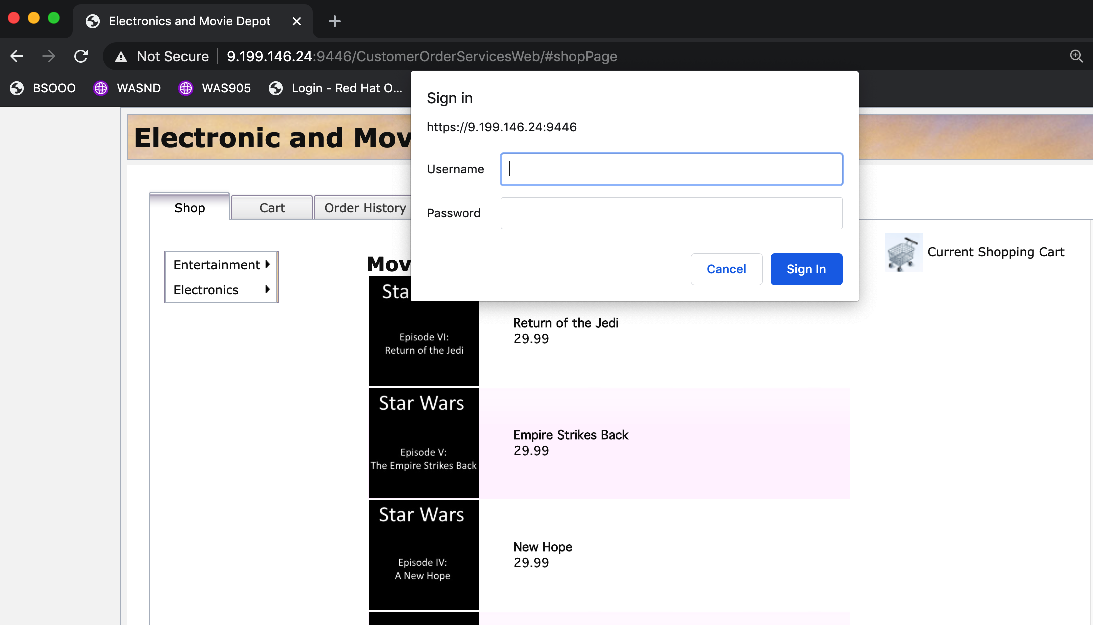 Electronics and Movie Depot
Not Secure
9.199.146.24:9446/CustomerOrderServicesWeb/#shopPage
BSOOO
WASND
WAS905
Login - Red Hat O...
Sign in
https://9.199.146.24:9446
Username
Password
Cancel
Sign In
Electronic and Mov
Shop
Cart
Order History
Current Shopping Cart
Entertainment
Electronics
Mov
Sta
Episode VI:
Return of the Jedi
Return of the Jedi
29.99
Star Wars
Episode V:
The Empire Strikes Back
Empire Strikes Back
29.99
Star Wars
Episode IV:
A New Hope
New Hope
29.99